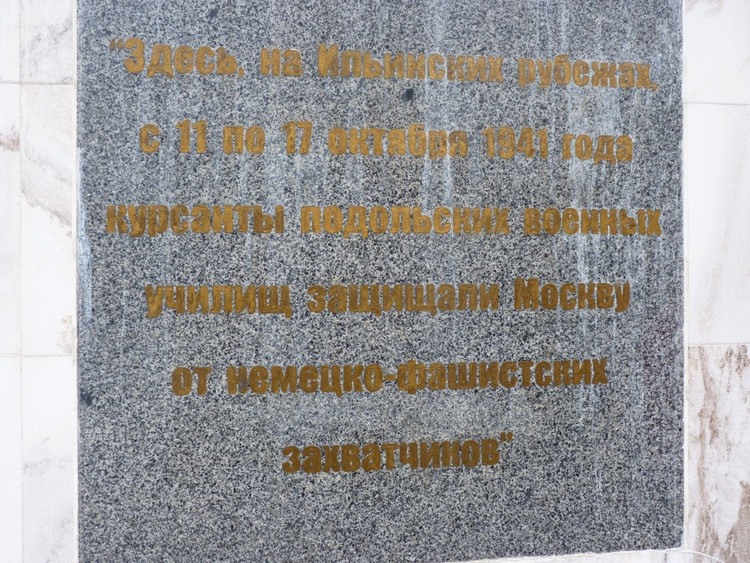 "Здесь, на Ильинских рубежах,
с 11 по 17 октября 1941 года
курсанты подольских военных
училищ защищали Москву
от немецко-фашистских
захватчиков"